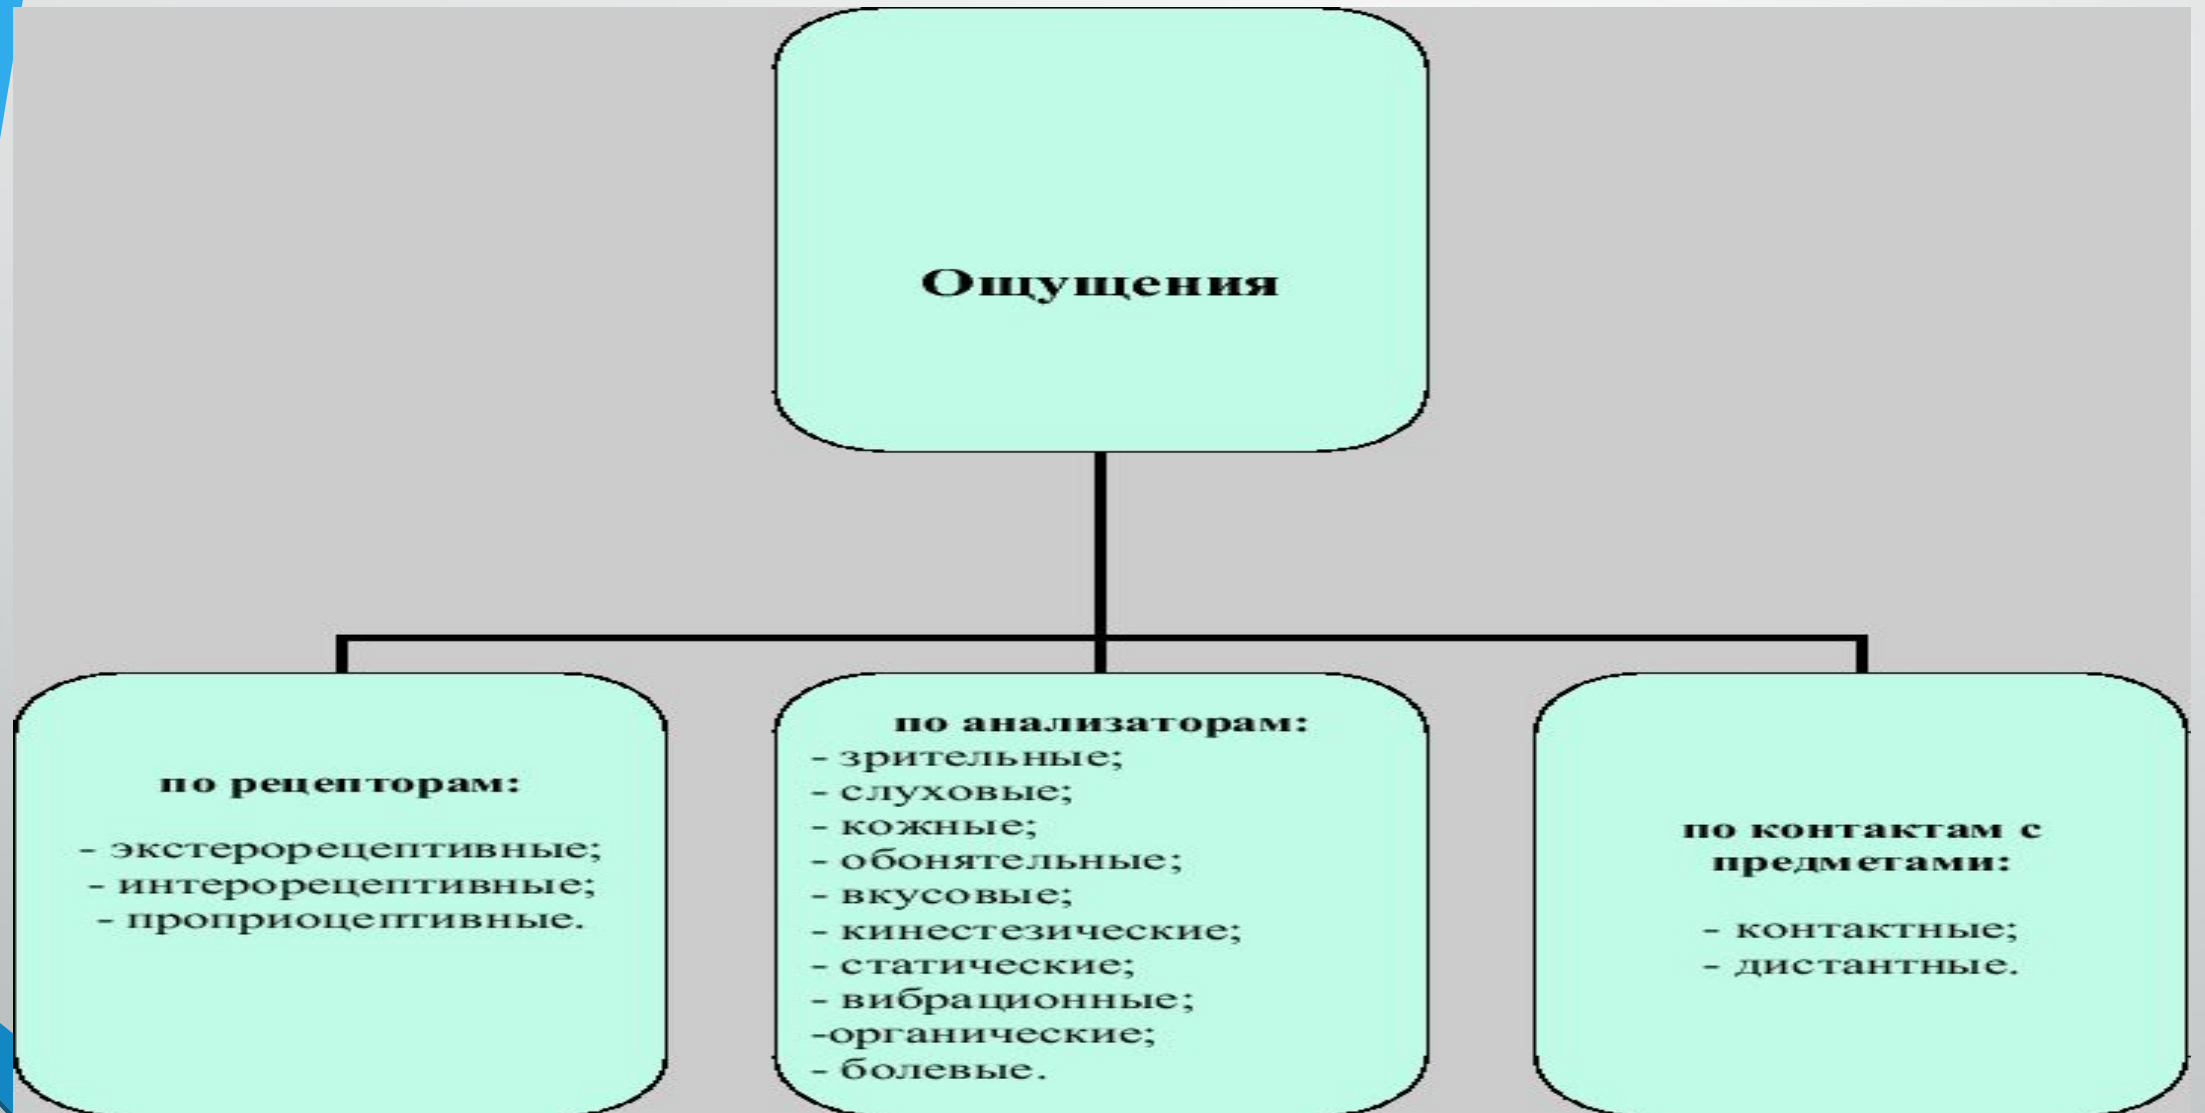 Ощущения
по рецепторам:
- экстерорецептивные;
- интерорецептивные;
- проприоцептивные.
по анализаторам:
- зрительные;
- слуховые;
- кожные;
- обонятельные;
- вкусовые;
- кинестезические;
- статические;
- вибрационные;
-органические;
- болевые.
по контактам с
предметами:
- контактные;
- дистантные.